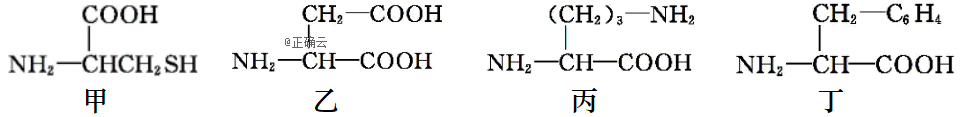 COOH
NH₂—CHCH₂SH
甲
CH₂—COOH
@正确云
NH₂—CH—COOH
乙
(CH₂)₃—NH₂
NH₂—CH—COOH
丙
CH₂—C₆H₄
NH₂—CH—COOH
丁